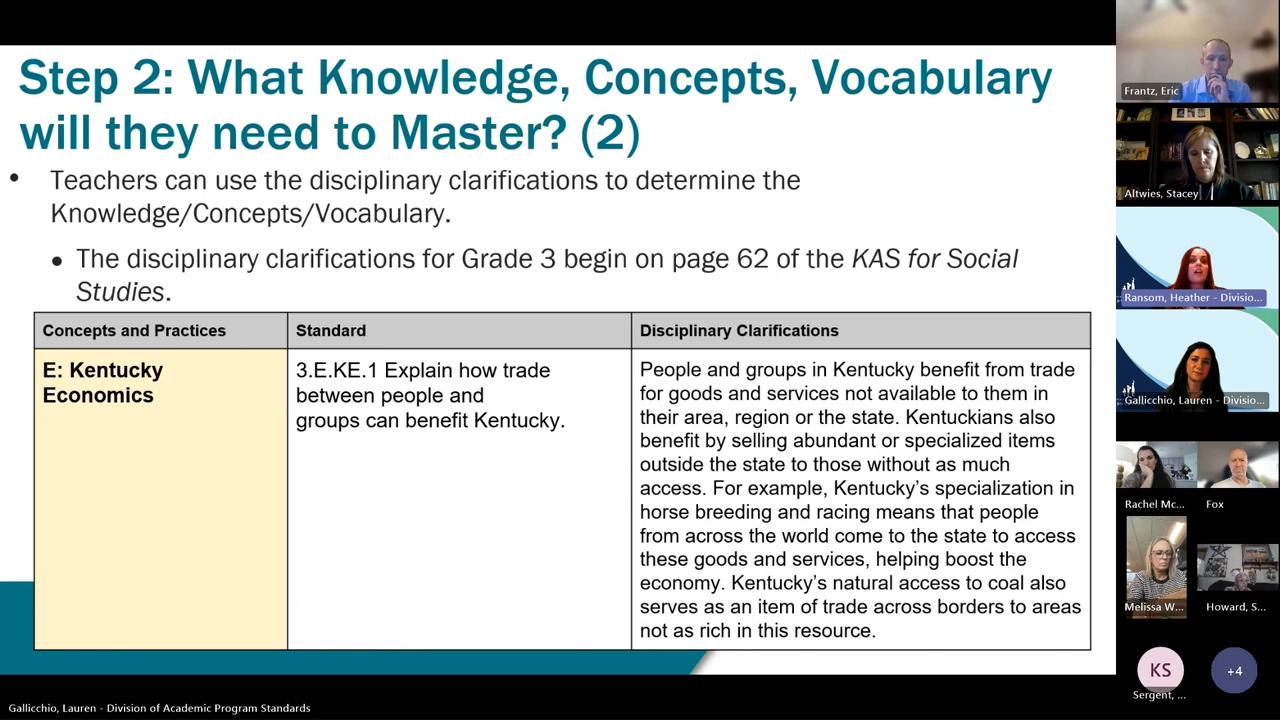 Step 2: What Knowledge, Concepts, Vocabulary
will they need to Master? (2)
• Teachers can use the disciplinary clarifications to determine the
Knowledge/Concepts/Vocabulary.
• The disciplinary clarifications for Grade 3 begin on page 62 of the KAS for Social
Studies.
Concepts and Practices
Standard
Disciplinary Clarifications
E: Kentucky
Economics
3.E.KE.1 Explain how trade
between people and
groups can benefit Kentucky.
People and groups in Kentucky benefit from trade
for goods and services not available to them in
their area, region or the state. Kentuckians also
benefit by selling abundant or specialized items
outside the state to those without as much
access. For example, Kentucky's specialization in
horse breeding and racing means that people
from across the world come to the state to access
these goods and services, helping boost the
economy. Kentucky's natural access to coal also
serves as an item of trade across borders to areas
not as rich in this resource.
Frantz, Eric
Altwies, Stacey
Ransom, Heather - Divisio...
Gallicchio, Lauren - Divisio...
Rachel Mc...
Fox
Melissa W...
Howard, S...
KS
+4
Sergent, ...
Gallicchio, Lauren - Division of Academic Program Standards